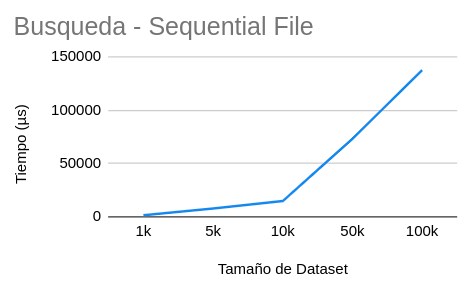 Busqueda - Sequential File
150000
100000
50000
0
Tiempo (µs)
1k
5k
10k
50k
100k
Tamaño de Dataset